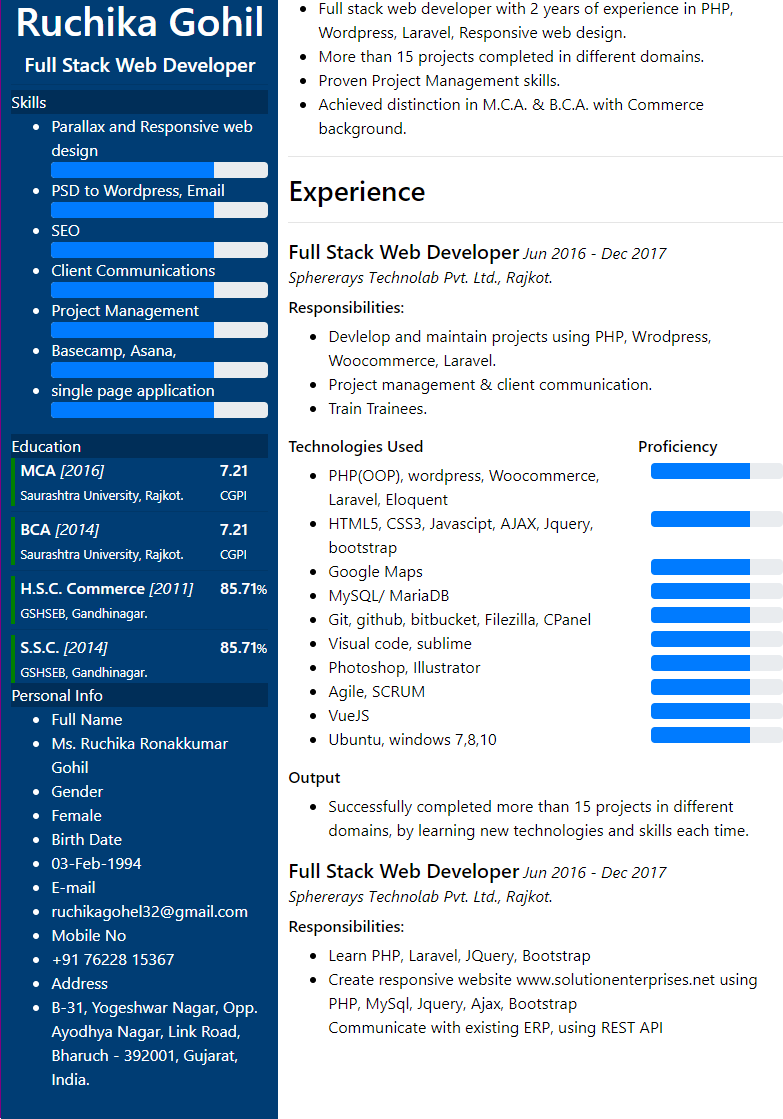 Ruchika Gohil
Full Stack Web Developer
Skills
Parallax and Responsive web
design
PSD to Wordpress, Email
SEO
Client Communications
Project Management
Basecamp, Asana,
single page application
Education
MCA [2016] 7.21
Saurashtra University, Rajkot. CGPI
BCA [2014] 7.21
Saurashtra University, Rajkot. CGPI
H.S.C. Commerce [2011] 85.71%
GSHSEB, Gandhinagar.
S.S.C. [2014] 85.71%
GSHSEB, Gandhinagar.
Personal Info
Full Name
Ms. Ruchika Ronakkumar
Gohil
Gender
Female
Birth Date
03-Feb-1994
E-mail
ruchikagohel32@gmail.com
Mobile No
+91 76228 15367
Address
B-31, Yogeshwar Nagar, Opp.
Ayodhya Nagar, Link Road,
Bharuch - 392001, Gujarat,
India.
Full stack web developer with 2 years of experience in PHP,
Wordpress, Laravel, Responsive web design.
More than 15 projects completed in different domains.
Proven Project Management skills.
Achieved distinction in M.C.A. & B.C.A. with Commerce
background.
Experience
Full Stack Web Developer Jun 2016 - Dec 2017
Sphererays Technolab Pvt. Ltd., Rajkot.
Responsibilities:
Devlelop and maintain projects using PHP, Wrodpress,
Woocommerce, Laravel.
Project management & client communication.
Train Trainees.
Technologies Used Proficiency
PHP(OOP), wordpress, Woocommerce,
Laravel, Eloquent
HTML5, CSS3, Javascipt, AJAX, Jquery,
bootstrap
Google Maps
MySQL/ MariaDB
Git, github, bitbucket, Filezilla, CPanel
Visual code, sublime
Photoshop, Illustrator
Agile, SCRUM
VueJS
Ubuntu, windows 7,8,10
Output
Successfully completed more than 15 projects in different
domains, by learning new technologies and skills each time.
Full Stack Web Developer Jun 2016 - Dec 2017
Sphererays Technolab Pvt. Ltd., Rajkot.
Responsibilities:
Learn PHP, Laravel, JQuery, Bootstrap
Create responsive website www.solutionenterprises.net using
PHP, MySql, Jquery, Ajax, Bootstrap
Communicate with existing ERP, using REST API